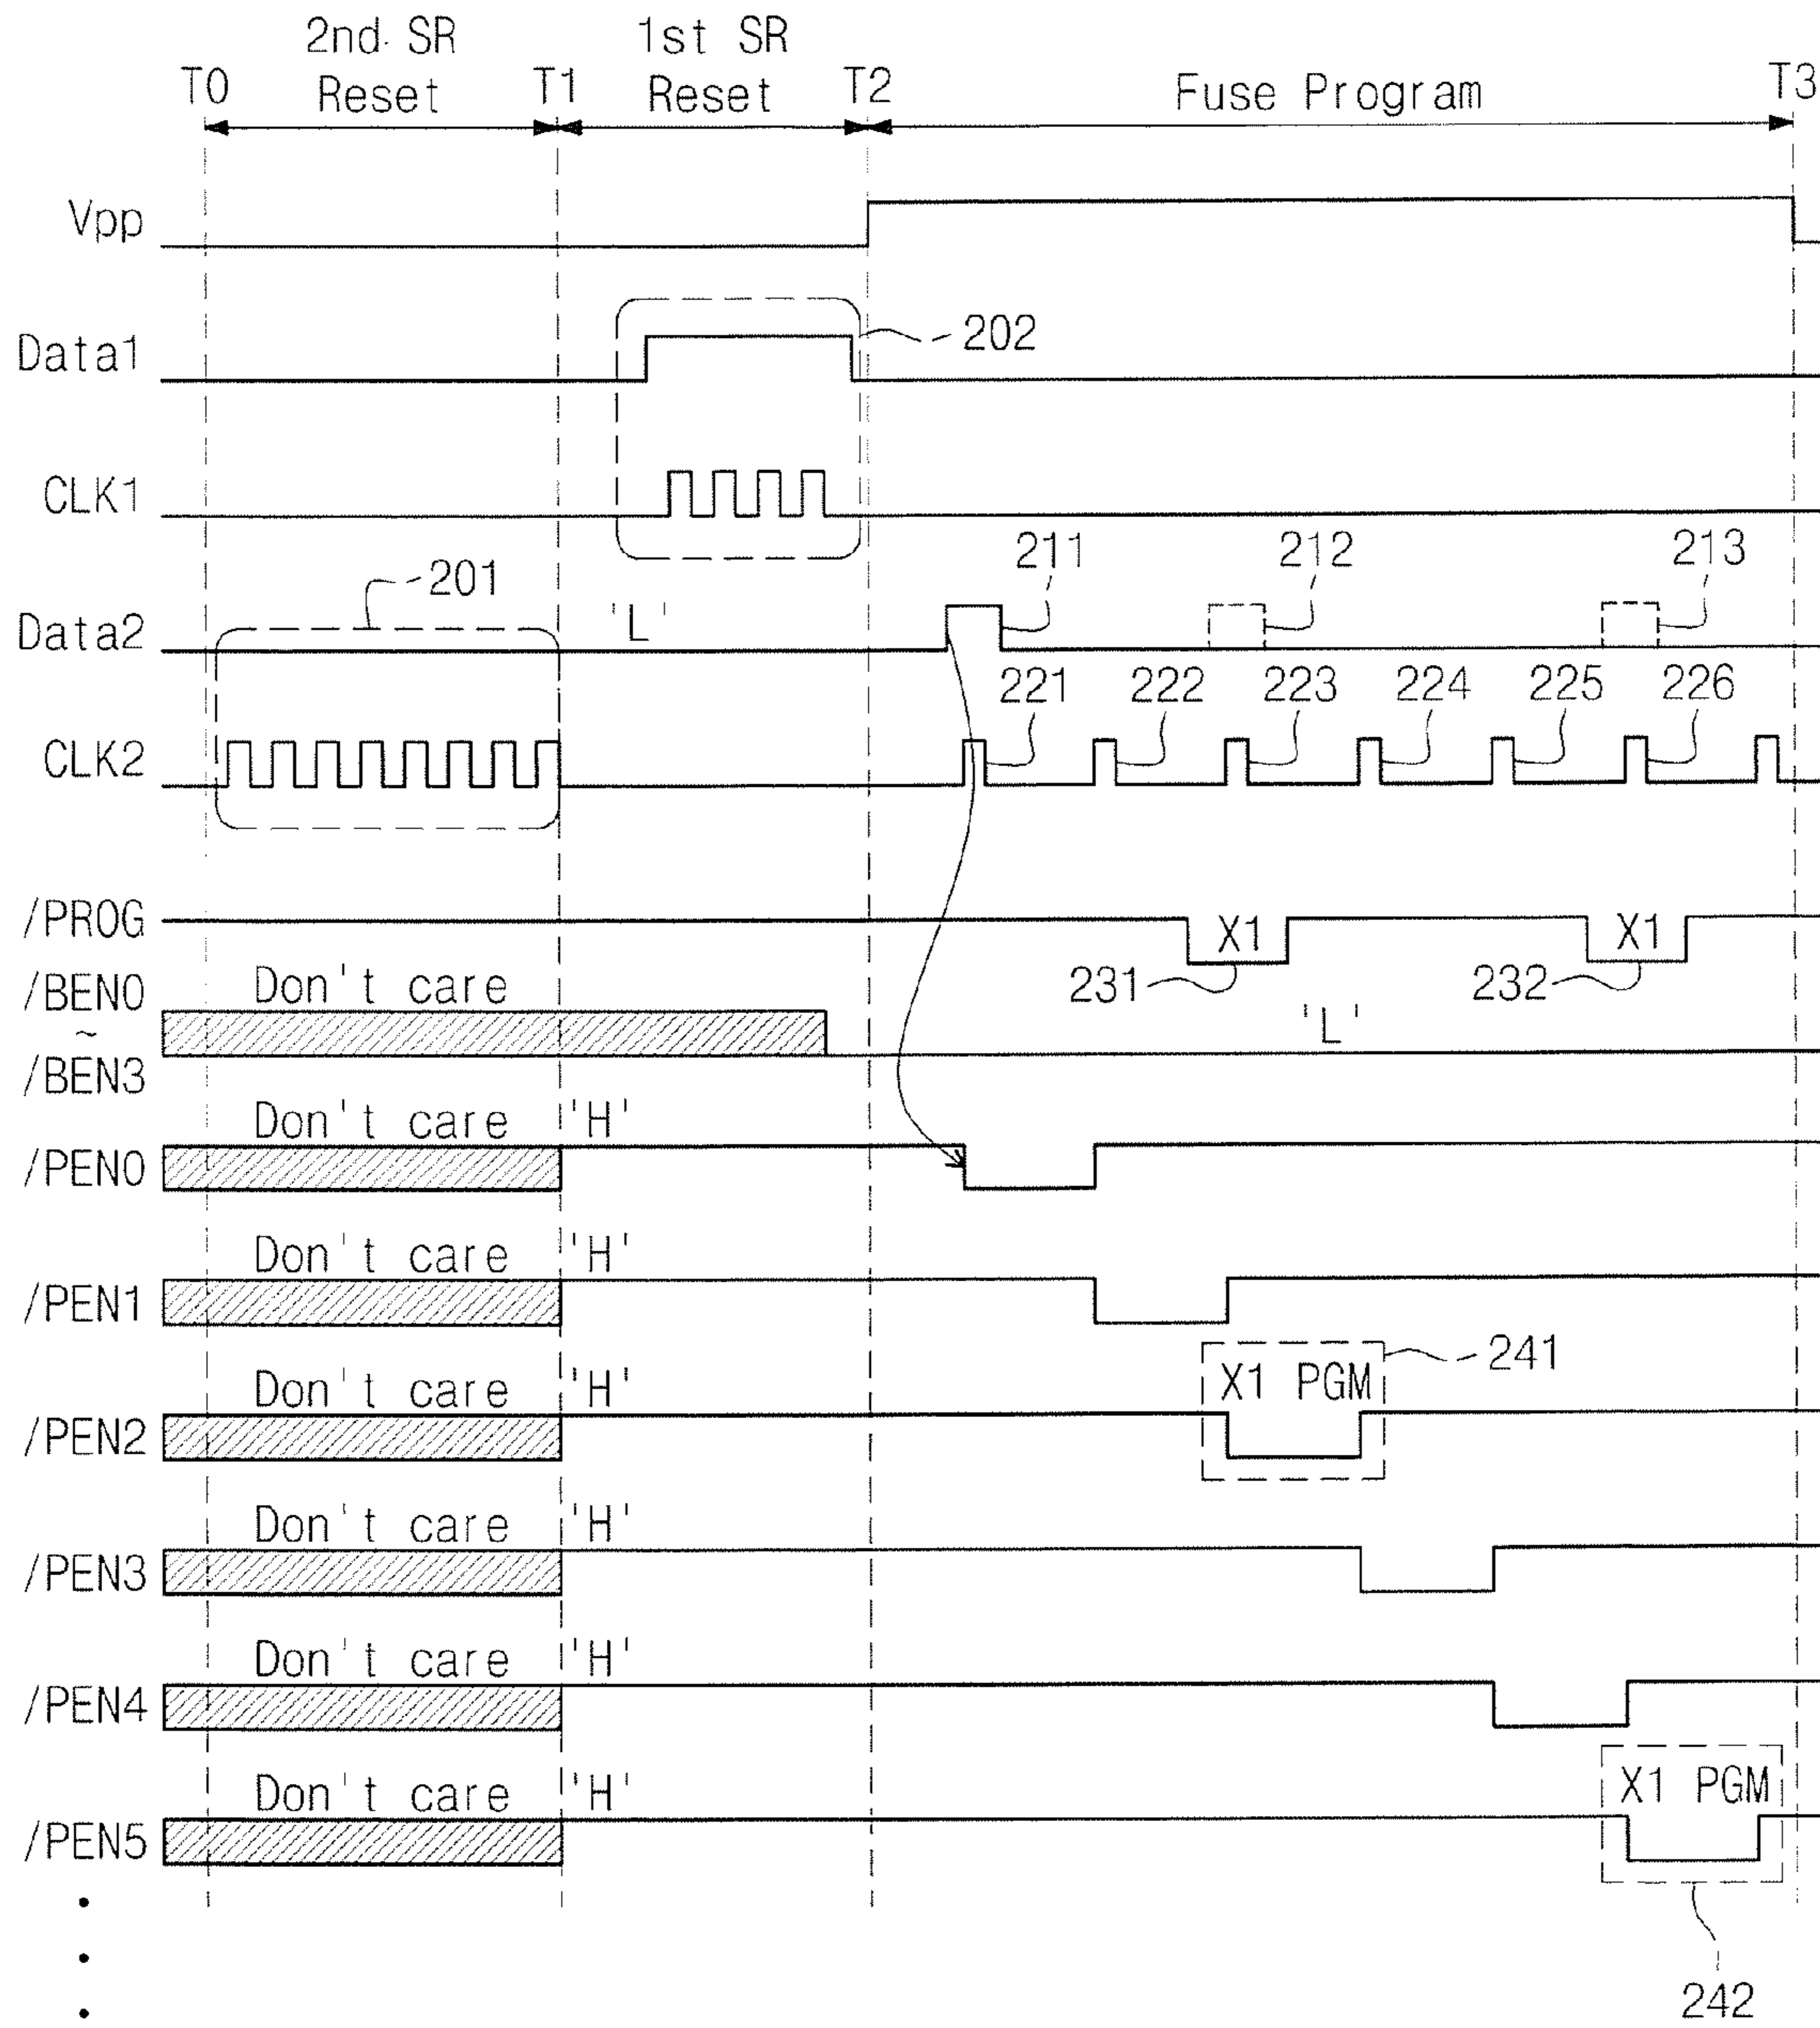 2nd SR
1st SR
T0
Reset
T1
Reset
T2
Fuse Program
T3
Vpp
Data1
202
CLK1
211
212
213
201
Data2
'L'
221
222
223
224
225
226
CLK2
/PROG
X1
X1
231
232
/BEN0
Don't care
~
'L'
/BEN3
Don't care
'H'
/PEN0
Don't care
'H'
/PEN1
241
X1 PGM
Don't care
'H'
/PEN2
Don't care
'H'
/PEN3
Don't care
'H'
/PEN4
Don't care
'H'
X1 PGM
/PEN5
242